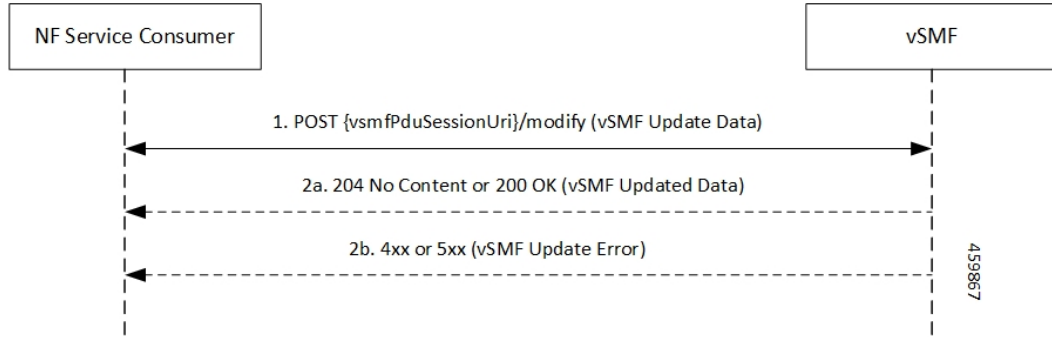 NF Service Consumer
vSMF
1. POST {vsmfPduSessionUri}/modify (vSMF Update Data)
2a. 204 No Content or 200 OK (vSMF Updated Data)
2b. 4xx or 5xx (vSMF Update Error)
459867